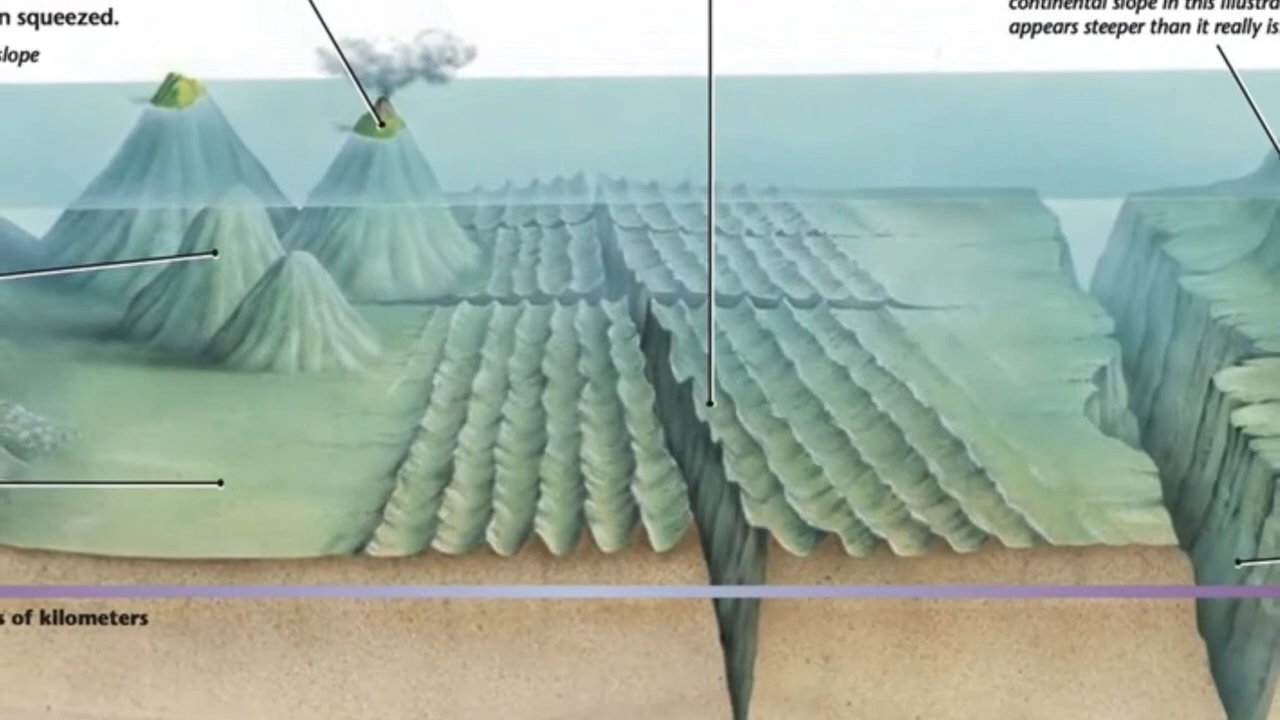 n squeezed.
slope
continental slope in this illustra
appears steeper than it really is
s of kilometers